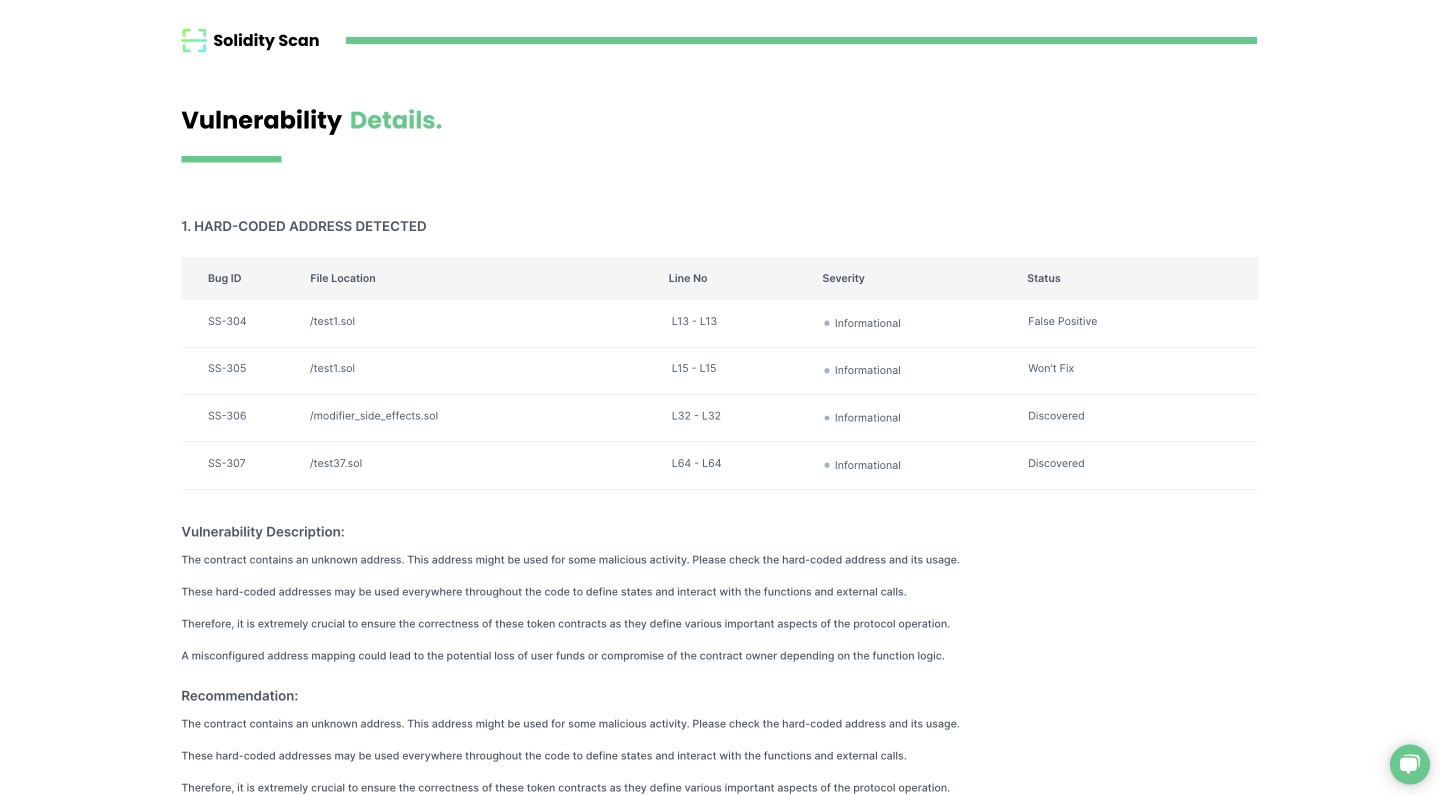 Solidity Scan
Vulnerability Details.
1. HARD-CODED ADDRESS DETECTED
Bug ID File Location Line No Severity Status
SS-304 /test1.sol L13 - L13 Informational False Positive
SS-305 /test1.sol L15 - L15 Informational Won't Fix
SS-306 /modifier_side_effects.sol L32 - L32 Informational Discovered
SS-307 /test37.sol L64 - L64 Informational Discovered
Vulnerability Description:
The contract contains an unknown address. This address might be used for some malicious activity. Please check the hard-coded address and its usage.
These hard-coded addresses may be used everywhere throughout the code to define states and interact with the functions and external calls.
Therefore, it is extremely crucial to ensure the correctness of these token contracts as they define various important aspects of the protocol operation.
A misconfigured address mapping could lead to the potential loss of user funds or compromise of the contract owner depending on the function logic.
Recommendation:
The contract contains an unknown address. This address might be used for some malicious activity. Please check the hard-coded address and its usage.
These hard-coded addresses may be used everywhere throughout the code to define states and interact with the functions and external calls.
Therefore, it is extremely crucial to ensure the correctness of these token contracts as they define various important aspects of the protocol operation.